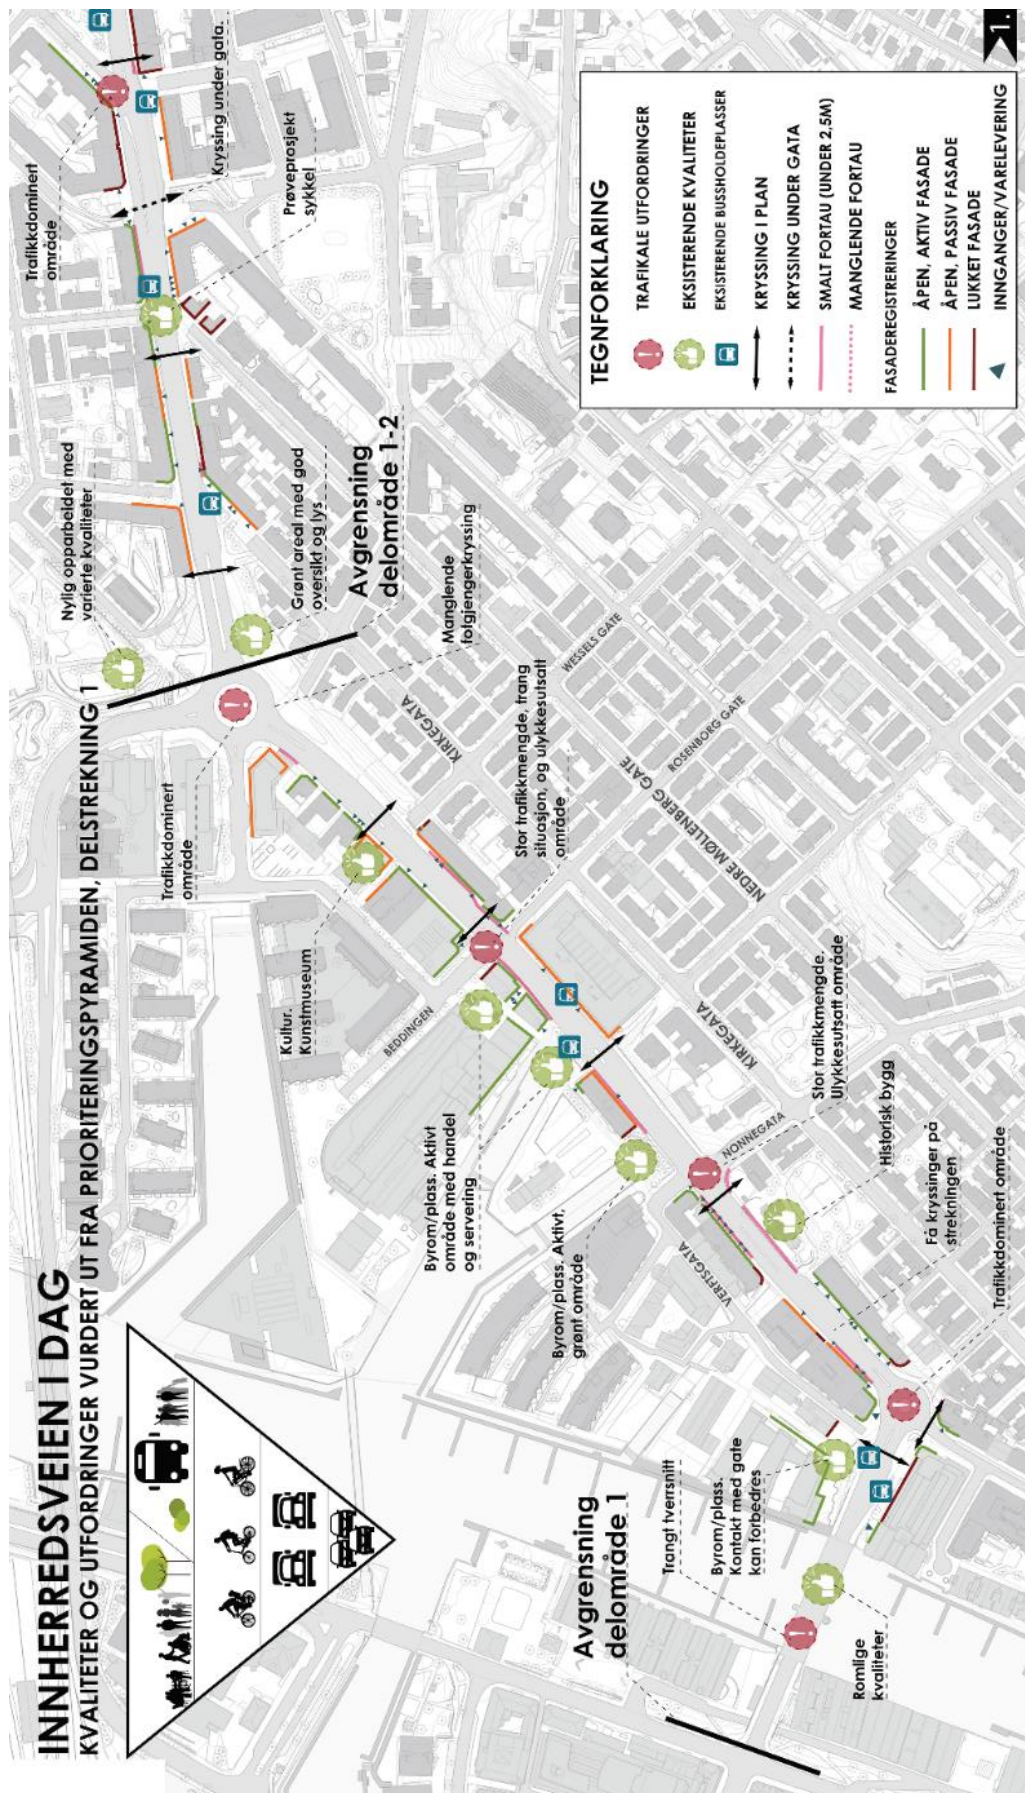 INNHERREDSVEIEN I DAG
KVALITETER OG UTFORDRINGER VURDERT UT FRA PRIORITERINGSPYRAMIDEN, DELSTREKNING 1
1.
Trafikkdominert
område
Kryssing under gata.
Prøveprosjekt
sykkel
Nylig opparbeidet med
varierte kvaliteter
Grønt areal med god
oversikt og lys
Avgrensning
delområde 1-2
Manglende
fotgjengerkryssing
Trafikkdominert
område
Kultur.
Kunstmuseum
Stor trafikkmengde, trang
situasjon, og ulykkesutsatt
område
KIRKEGATA
WESSELS GATE
ROSENBORG GATE
NEDRE MØLLENBERG GATE
BEDDINGEN
KIRKEGATA
Byrom/plass. Aktivt
område med handel
og servering
Byrom/plass. Aktivt,
grønt område
Stor trafikkmengde.
Ulykkesutsatt område
NONNEGATA
Historisk bygg
VERFTSGATA
Få kryssinger på
strekningen
Trafikkdominert område
Avgrensning
delområde 1
Trangt tverrsnitt
Byrom/plass.
Kontakt med gate
kan forbedres
Romlige
kvaliteter
TEGNFORKLARING
TRAFIKALE UTFORDRINGER
EKSISTERENDE KVALITETER
EKSISTERENDE BUSSHOLDEPLASSER
KRYSSING I PLAN
KRYSSING UNDER GATA
SMALT FORTAU (UNDER 2,5M)
MANGLENDE FORTAU
FASADEREGISTRERINGER
ÅPEN, AKTIV FASADE
ÅPEN, PASSIV FASADE
LUKKET FASADE
INNGANGER/VARELEVERING